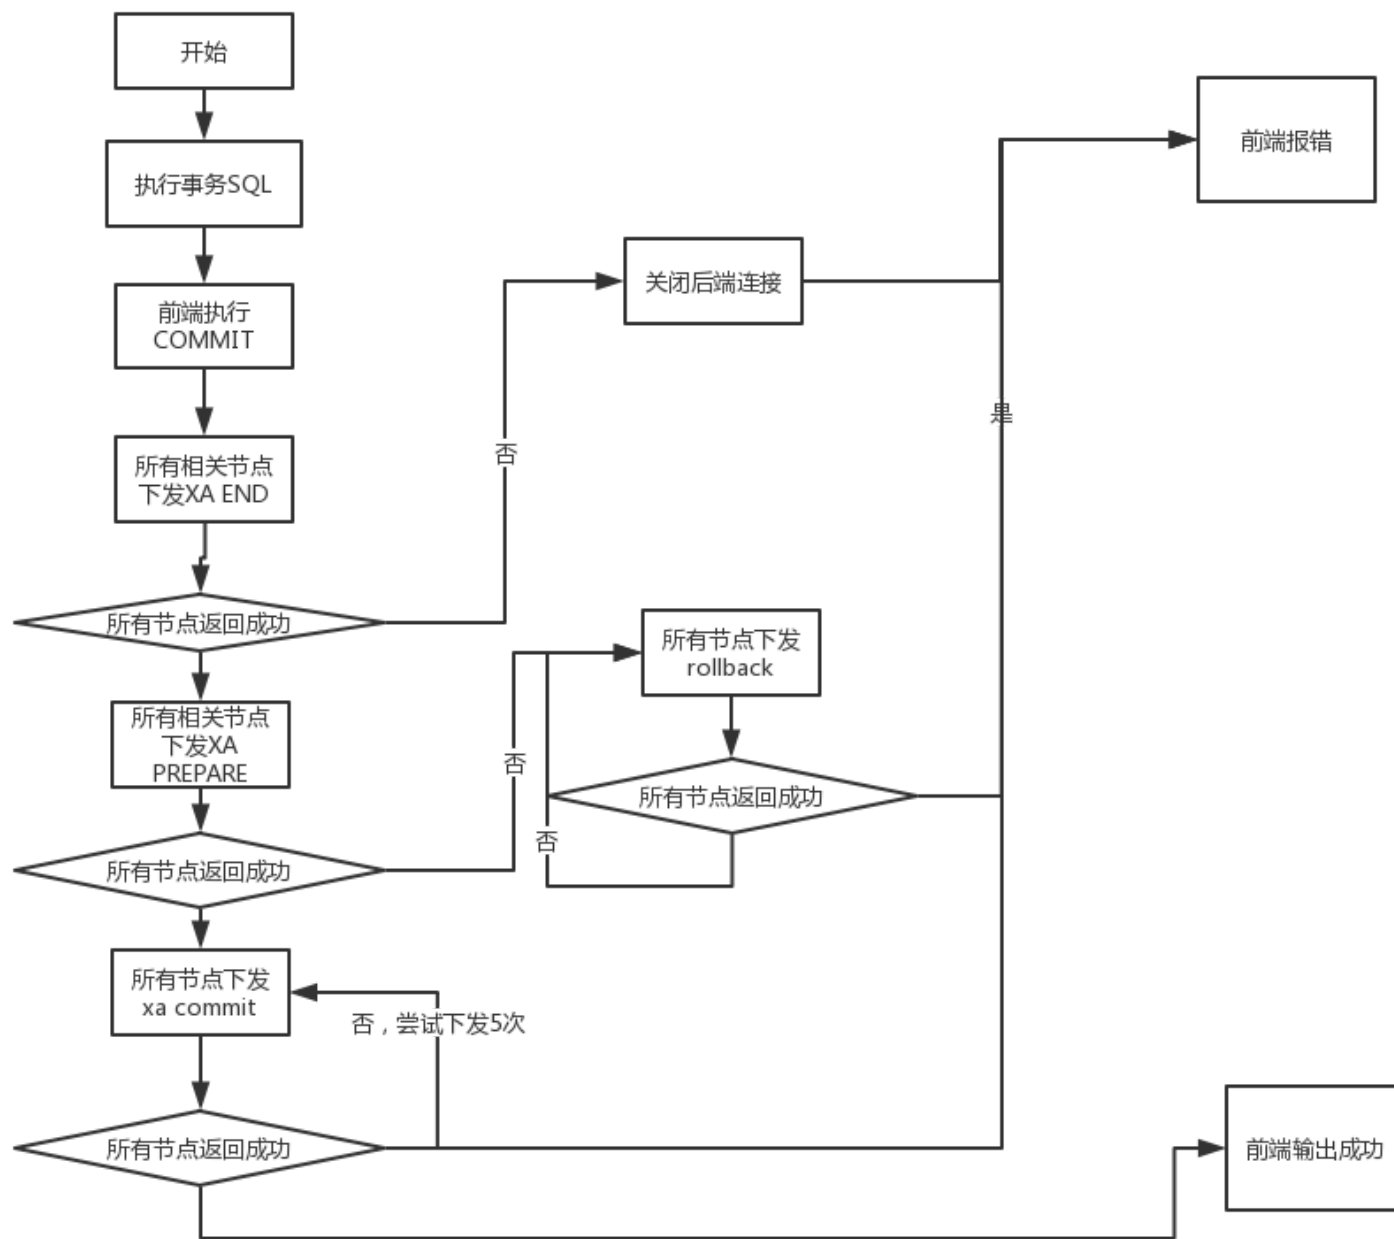 开始
执行事务SQL
前端执行
COMMIT
所有相关节点
下发XA END
所有节点返回成功
所有相关节点
下发XA
PREPARE
所有节点返回成功
所有节点下发
xa commit
否，尝试下发5次
所有节点返回成功
否
关闭后端连接
否
所有节点下发
rollback
所有节点返回成功
否
是
前端报错
前端输出成功